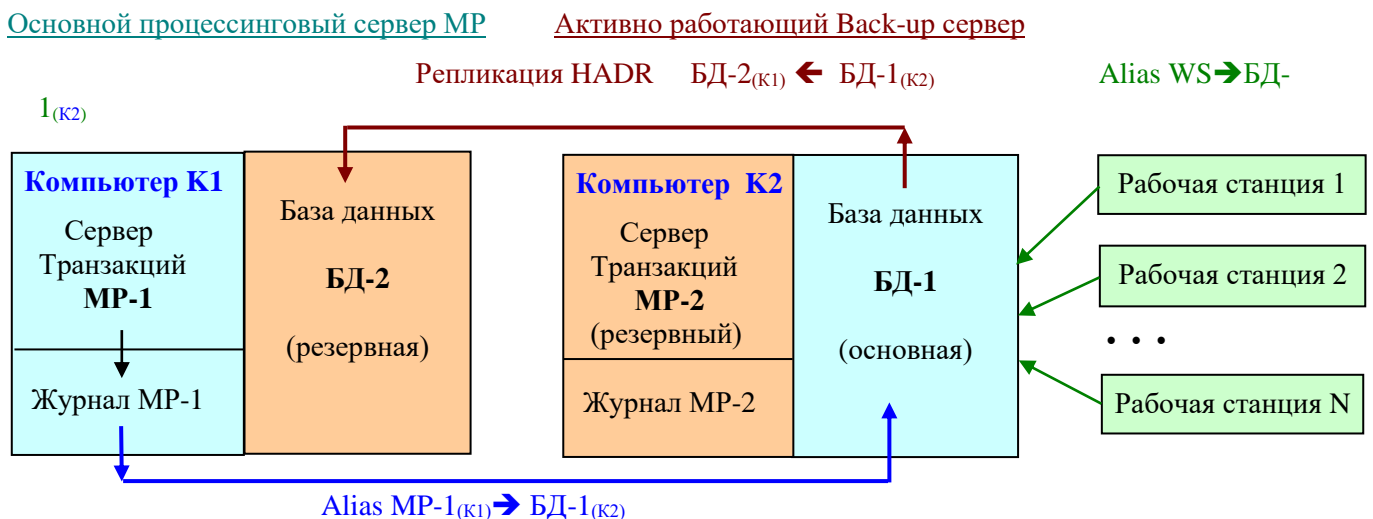 Основной процессинговый сервер МР Активно работающий Back-up сервер
Репликация HADR БД-2(К1) 🡸 БД-1(К2) Alias WS🡺БД-
1(К2)
Компьютер К1
Сервер
Транзакций
МР-1
Журнал МР-1
База данных
БД-2
(резервная)
Компьютер К2
Сервер
Транзакций
МР-2
(резервный)
Журнал МР-2
База данных
БД-1
(основная)
Рабочая станция 1
Рабочая станция 2
. . .
Рабочая станция N
Alias МР-1(К1)🡺 БД-1(К2)